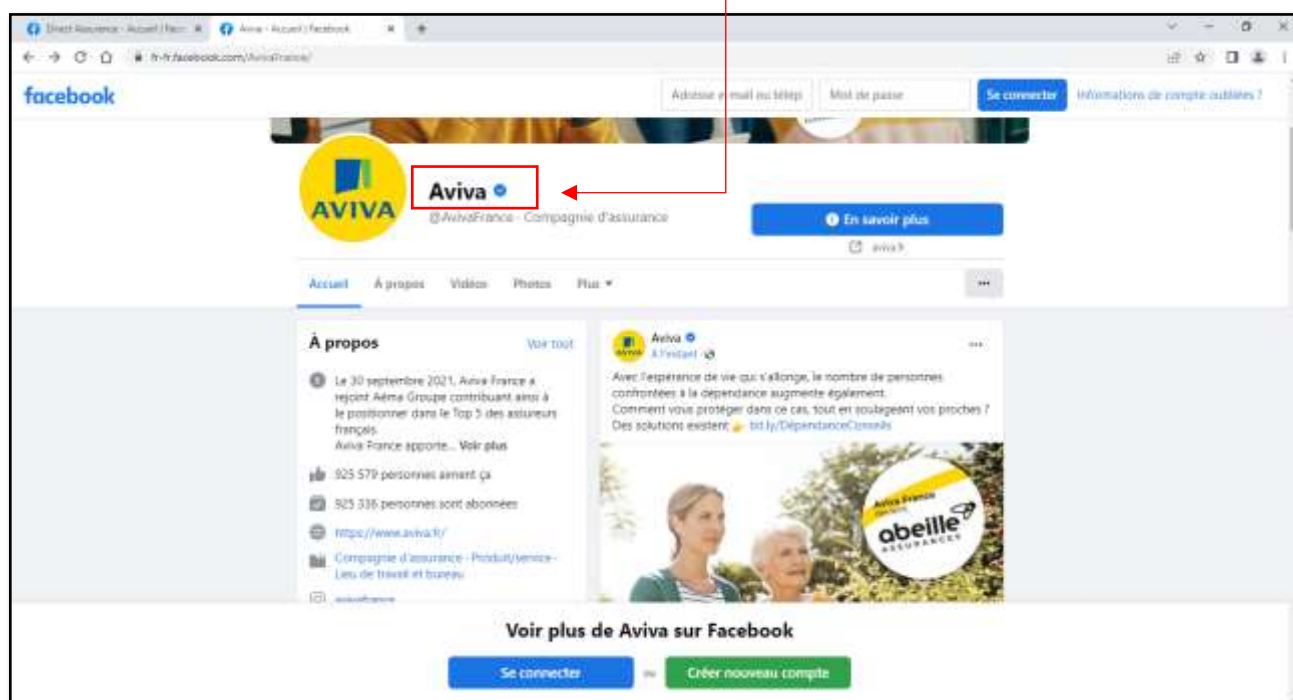 Direct Assurance - Accueil | Face
Aviva - Accueil | Facebook
fr-fr.facebook.com/AvivaFrance/
facebook
Adresse e-mail ou télép
Mot de passe
Se connecter
Informations de compte oubliées ?
AVIVA
Aviva
@AvivaFrance · Compagnie d'assurance
En savoir plus
aviva.fr
Accueil
À propos
Vidéos
Photos
Plus
À propos
Voir tout
Le 30 septembre 2021, Aviva France a
rejoint Aéma Groupe contribuant ainsi à
le positionner dans le Top 5 des assureurs
français.
Aviva France apporte... Voir plus
925 579 personnes aiment ça
925 336 personnes sont abonnées
https://www.aviva.fr/
Compagnie d'assurance · Produit/service ·
Lieu de travail et bureau
avivafrance
Aviva
À l'instant
Avec l'espérance de vie qui s'allonge, le nombre de personnes
confrontées à la dépendance augmente également.
Comment vous protéger dans ce cas, tout en soulageant vos proches ?
Des solutions existent 👉 bit.ly/DépendanceConseils
Aviva France
devient
abeille
ASSURANCES
Voir plus de Aviva sur Facebook
Se connecter
ou
Créer nouveau compte